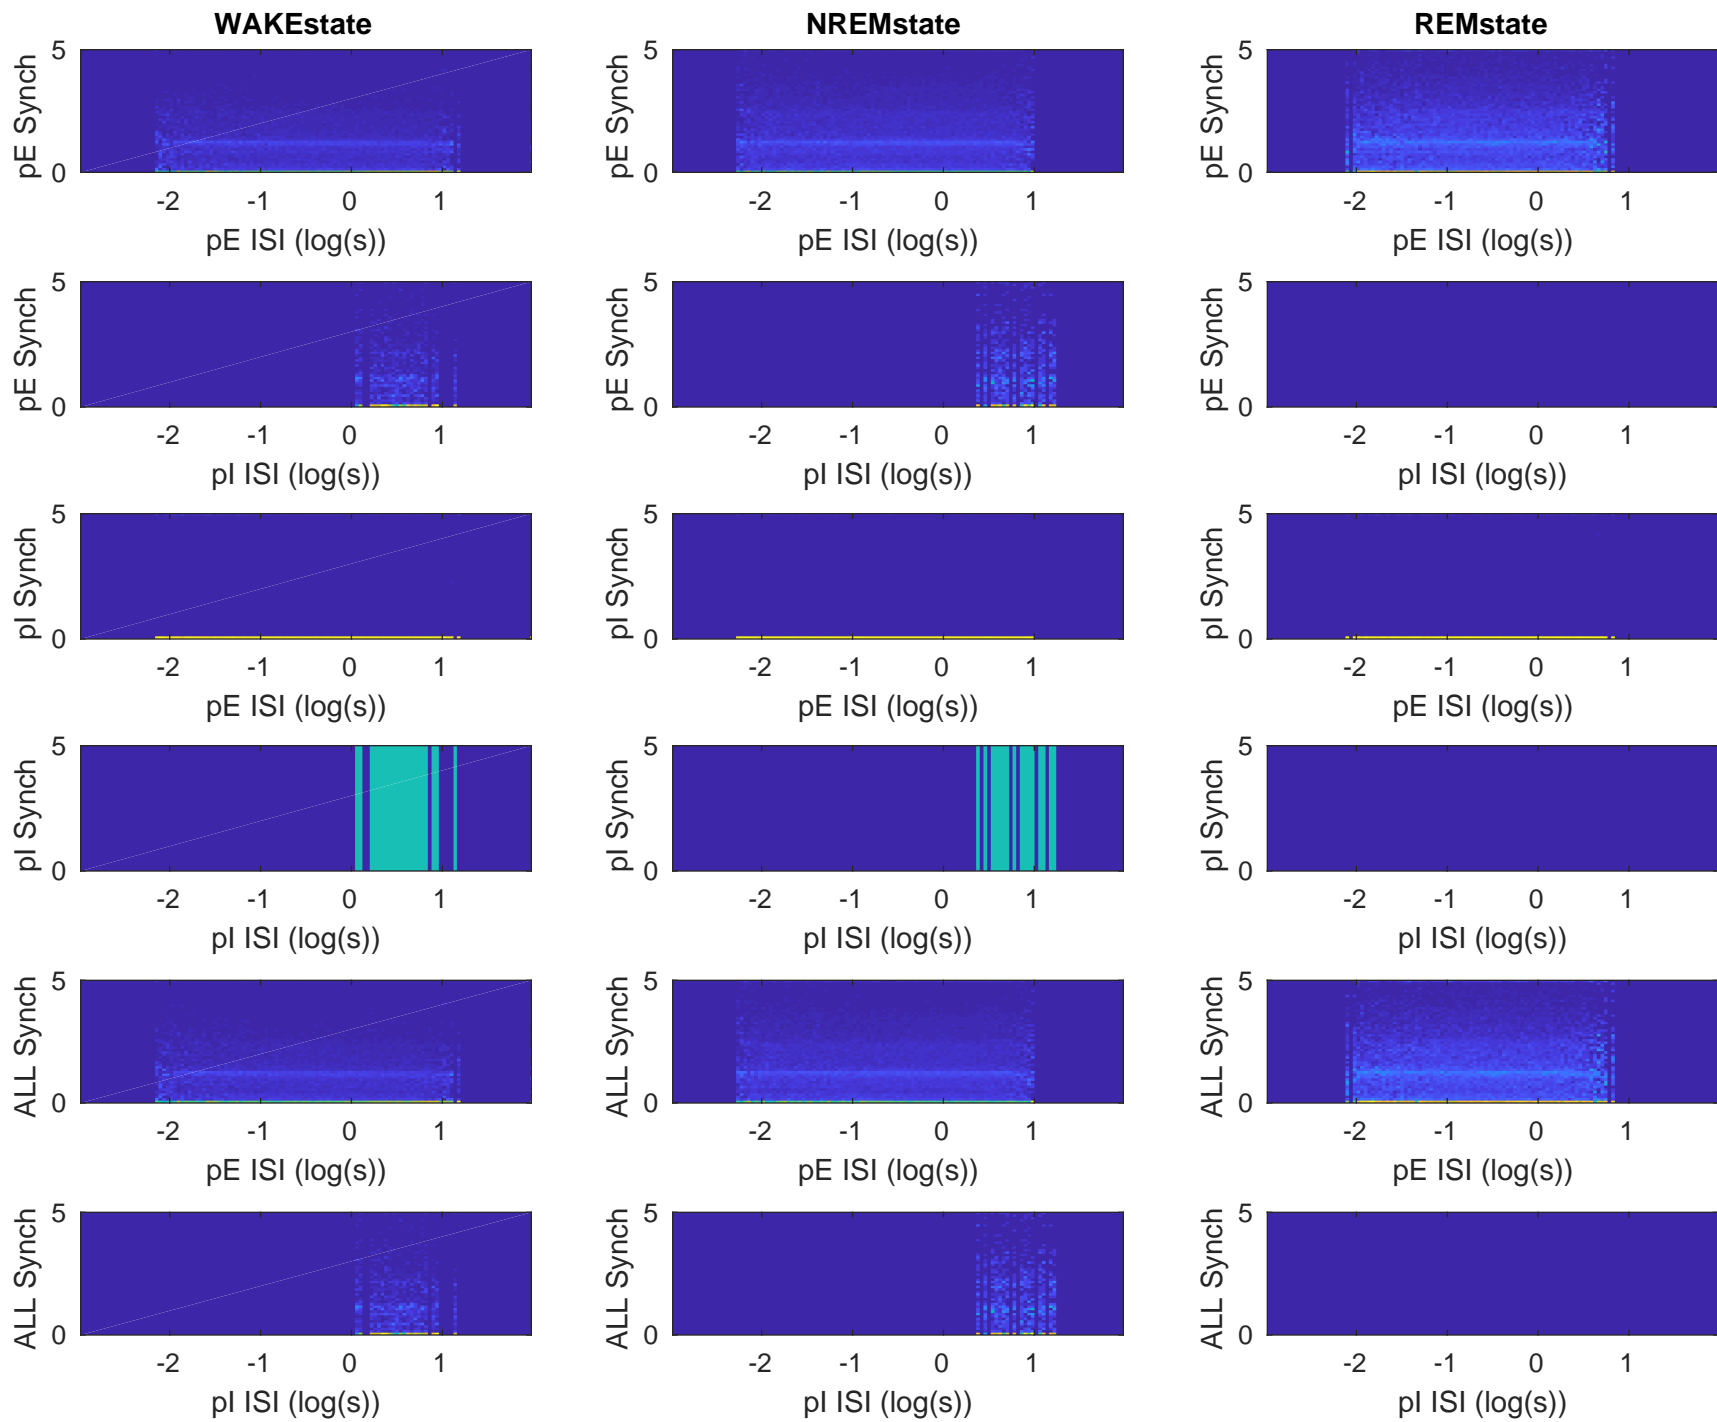 WAKEstate NREMstate REMstate
5 5 5
pE Synch pE Synch pE Synch
0 0 0
-2 -1 0 1 -2 -1 0 1 -2 -1 0 1
pE ISI (log(s)) pE ISI (log(s)) pE ISI (log(s))
5 5 5
pE Synch pE Synch pE Synch
0 0 0
-2 -1 0 1 -2 -1 0 1 -2 -1 0 1
pI ISI (log(s)) pI ISI (log(s)) pI ISI (log(s))
5 5 5
pI Synch pI Synch pI Synch
0 0 0
-2 -1 0 1 -2 -1 0 1 -2 -1 0 1
pE ISI (log(s)) pE ISI (log(s)) pE ISI (log(s))
5 5 5
pI Synch pI Synch pI Synch
0 0 0
-2 -1 0 1 -2 -1 0 1 -2 -1 0 1
pI ISI (log(s)) pI ISI (log(s)) pI ISI (log(s))
5 5 5
ALL Synch ALL Synch ALL Synch
0 0 0
-2 -1 0 1 -2 -1 0 1 -2 -1 0 1
pE ISI (log(s)) pE ISI (log(s)) pE ISI (log(s))
5 5 5
ALL Synch ALL Synch ALL Synch
0 0 0
-2 -1 0 1 -2 -1 0 1 -2 -1 0 1
pI ISI (log(s)) pI ISI (log(s)) pI ISI (log(s))